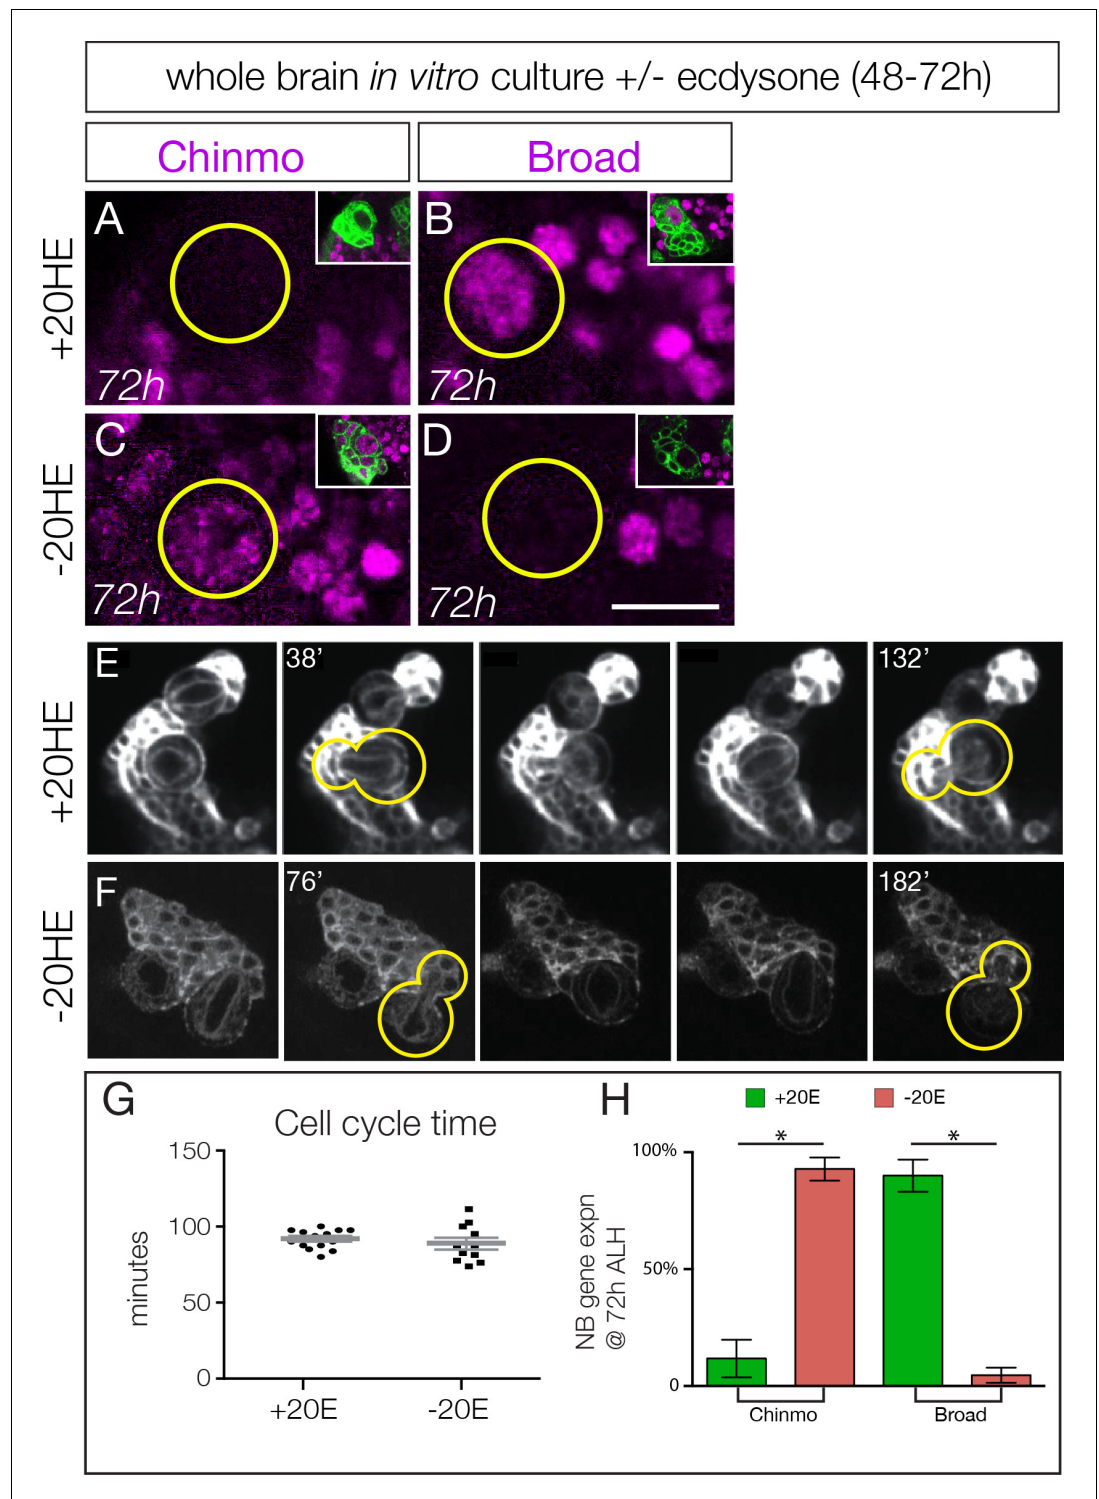 whole brain in vitro culture +/- ecdysone (48-72h)
Chinmo
Broad
+20HE
A
72h
B
72h
-20HE
C
72h
D
72h
+20HE
E
38’
132’
-20HE
F
76’
182’
G
Cell cycle time
150
100
50
0
minutes
+20E
-20E
H
+20E
-20E
*
*
100%
50%
0
NB gene expn
@ 72h ALH
Chinmo
Broad